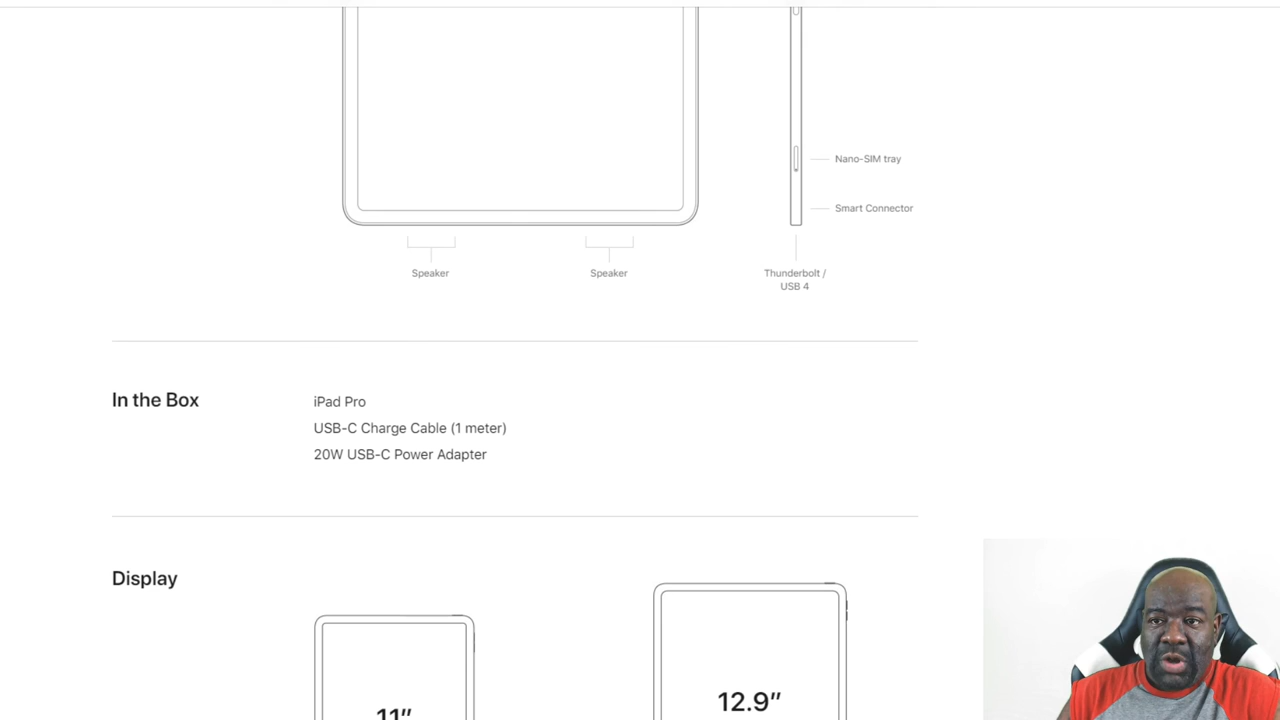 Nano-SIM tray
Smart Connector
Speaker
Speaker
Thunderbolt /
USB 4
In the Box
iPad Pro
USB-C Charge Cable (1 meter)
20W USB-C Power Adapter
Display
11″
12.9″